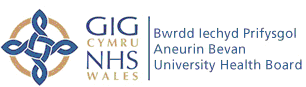 GIG
CYMRU
NHS
WALES
Bwrdd Iechyd Prifysgol
Aneurin Bevan
University Health Board